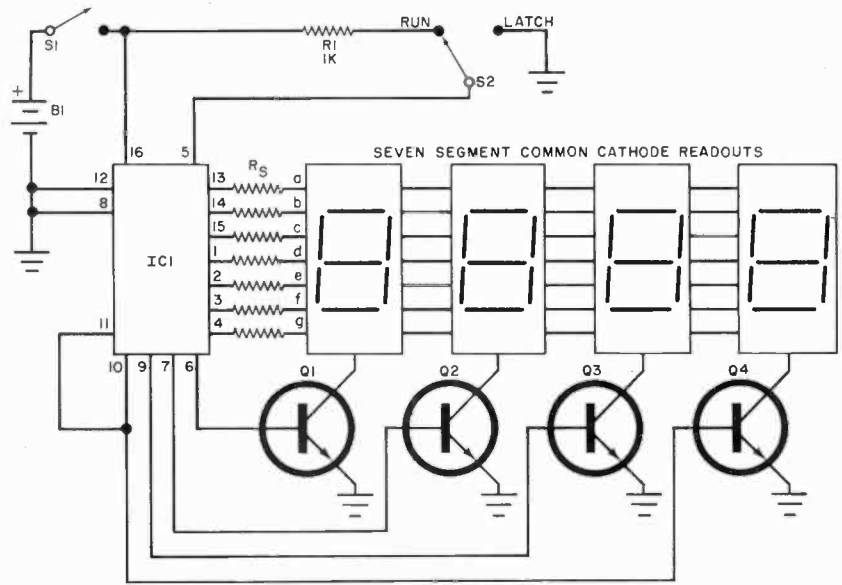 RUN LATCH
S1
R1
1K
S2
+
B1
16 5
SEVEN SEGMENT COMMON CATHODE READOUTS
RS
12 13 a
8 14 b
15 c
IC1 1 d
2 e
3 f
11 4 g
10 9 7 6
Q1 Q2 Q3 Q4